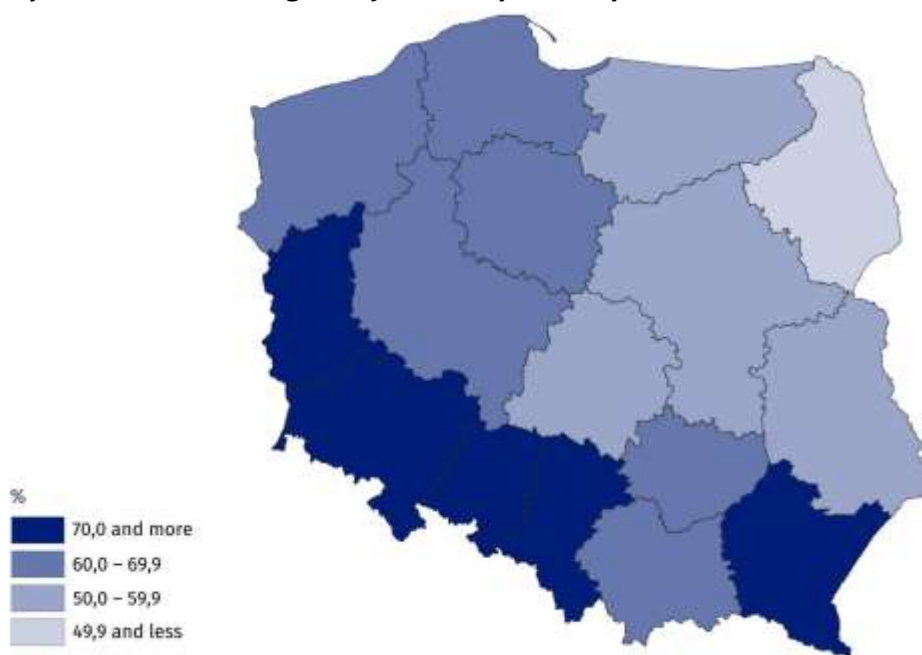 %
70,0 and more
60,0 – 69,9
50,0 – 59,9
49,9 and less